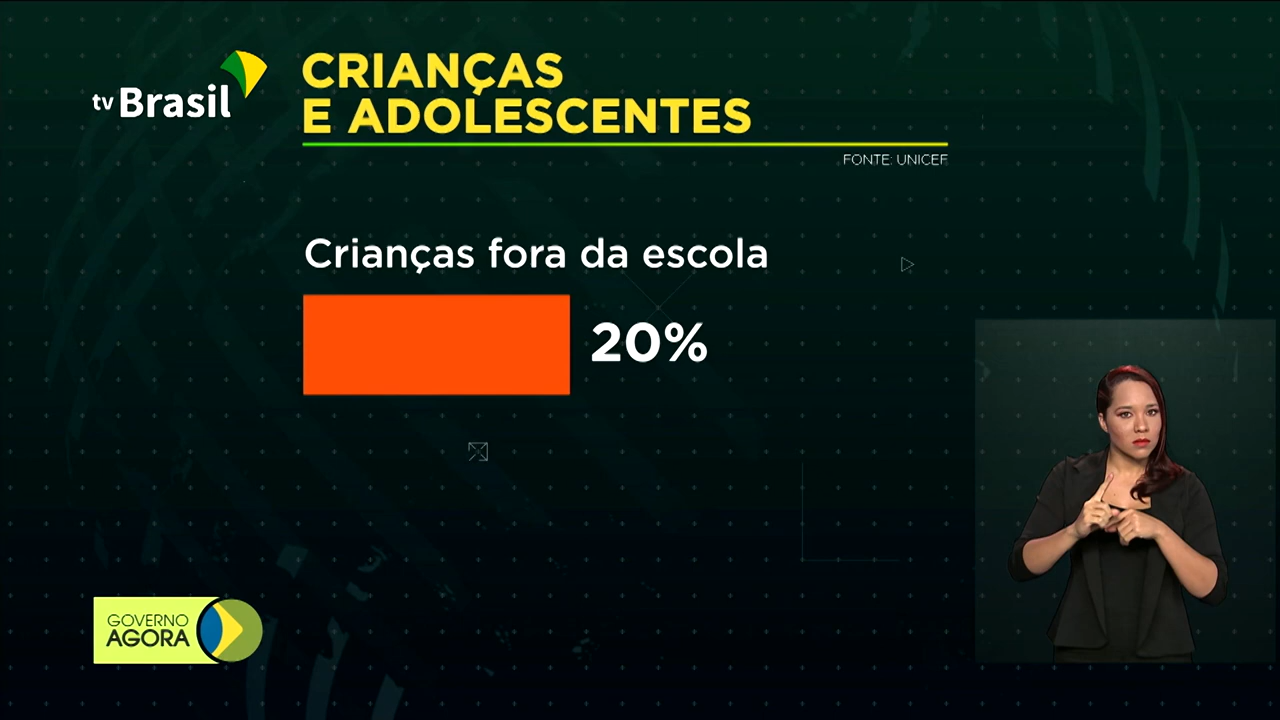 tv Brasil
CRIANÇAS
E ADOLESCENTES
FONTE: UNICEF
Crianças fora da escola
20%
GOVERNO
AGORA